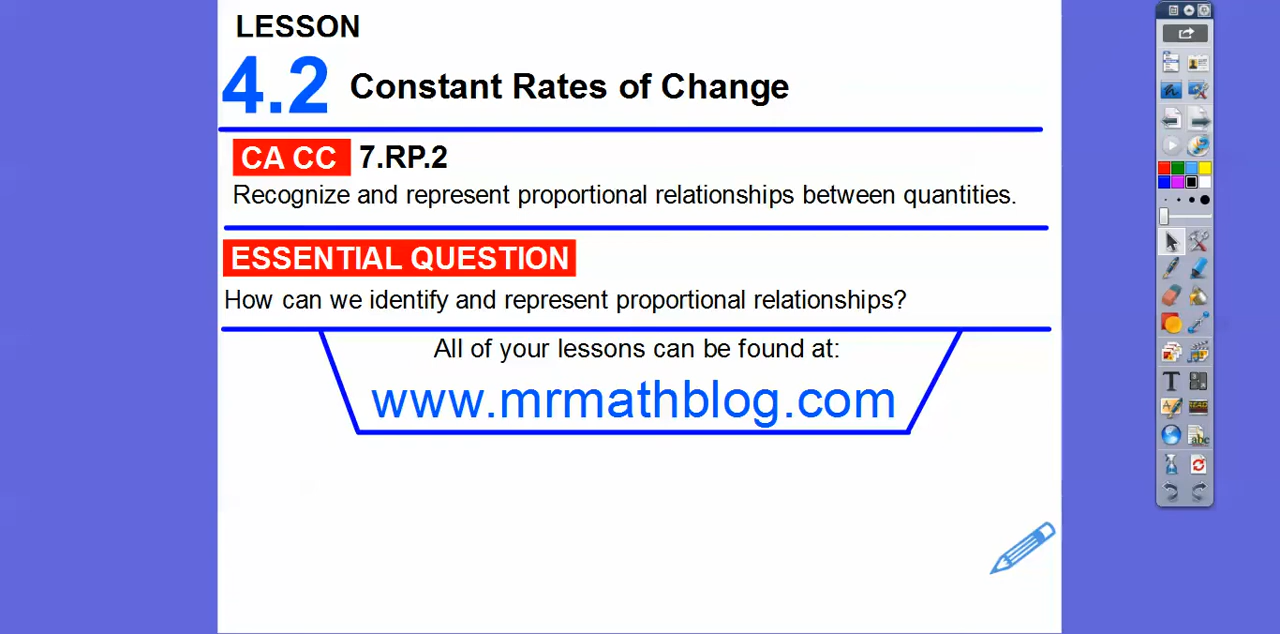 LESSON
4.2 Constant Rates of Change
CA CC 7.RP.2
Recognize and represent proportional relationships between quantities.
ESSENTIAL QUESTION
How can we identify and represent proportional relationships?
All of your lessons can be found at:
www.mrmathblog.com